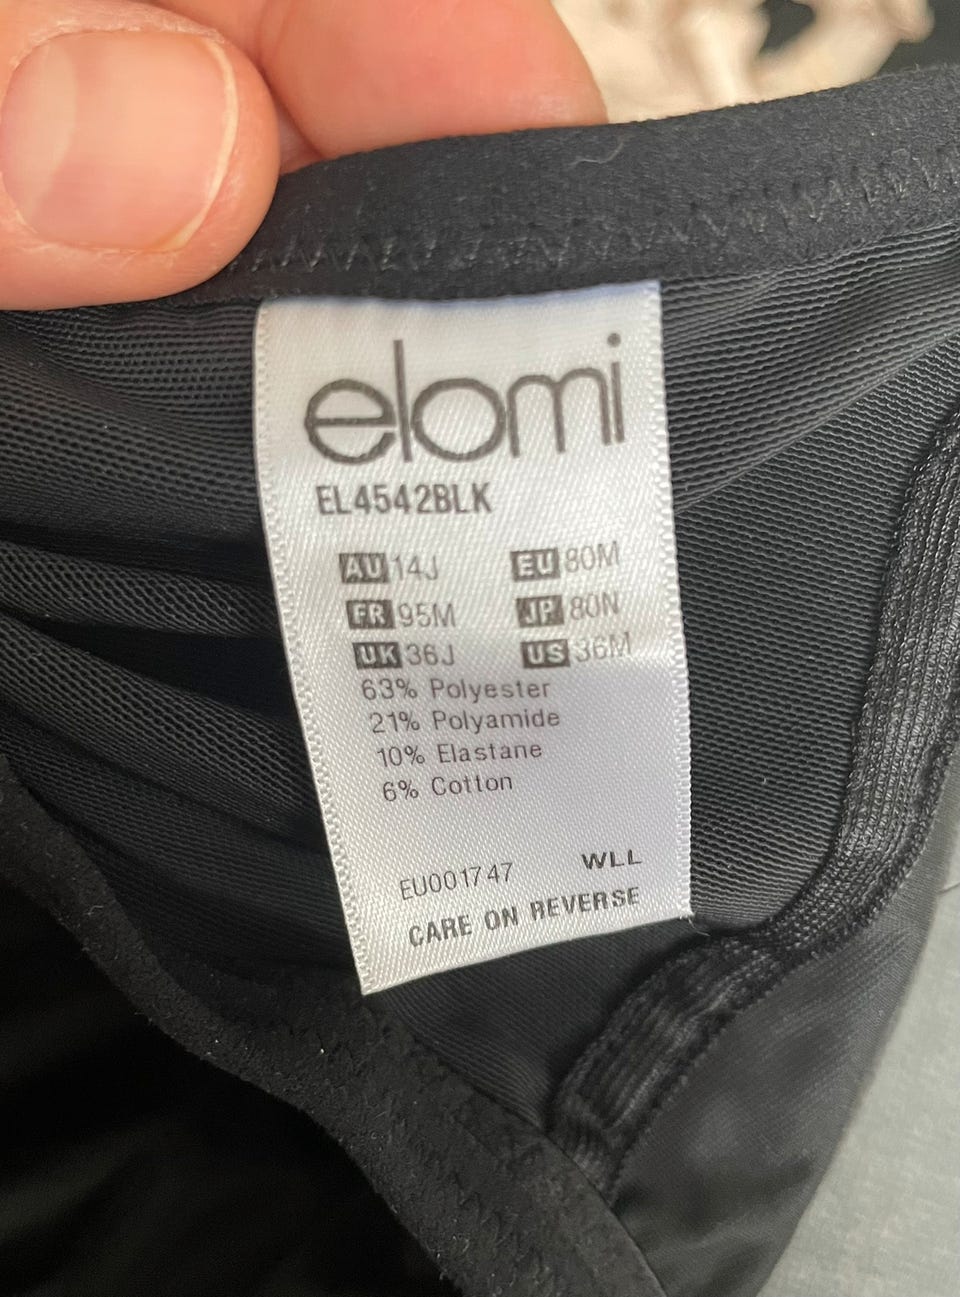 elomi
EL4542BLK
AU 14J EU 80M
FR 95M JP 80N
UK 36J US 36M
63% Polyester
21% Polyamide
10% Elastane
6% Cotton
EU001747 WLL
CARE ON REVERSE